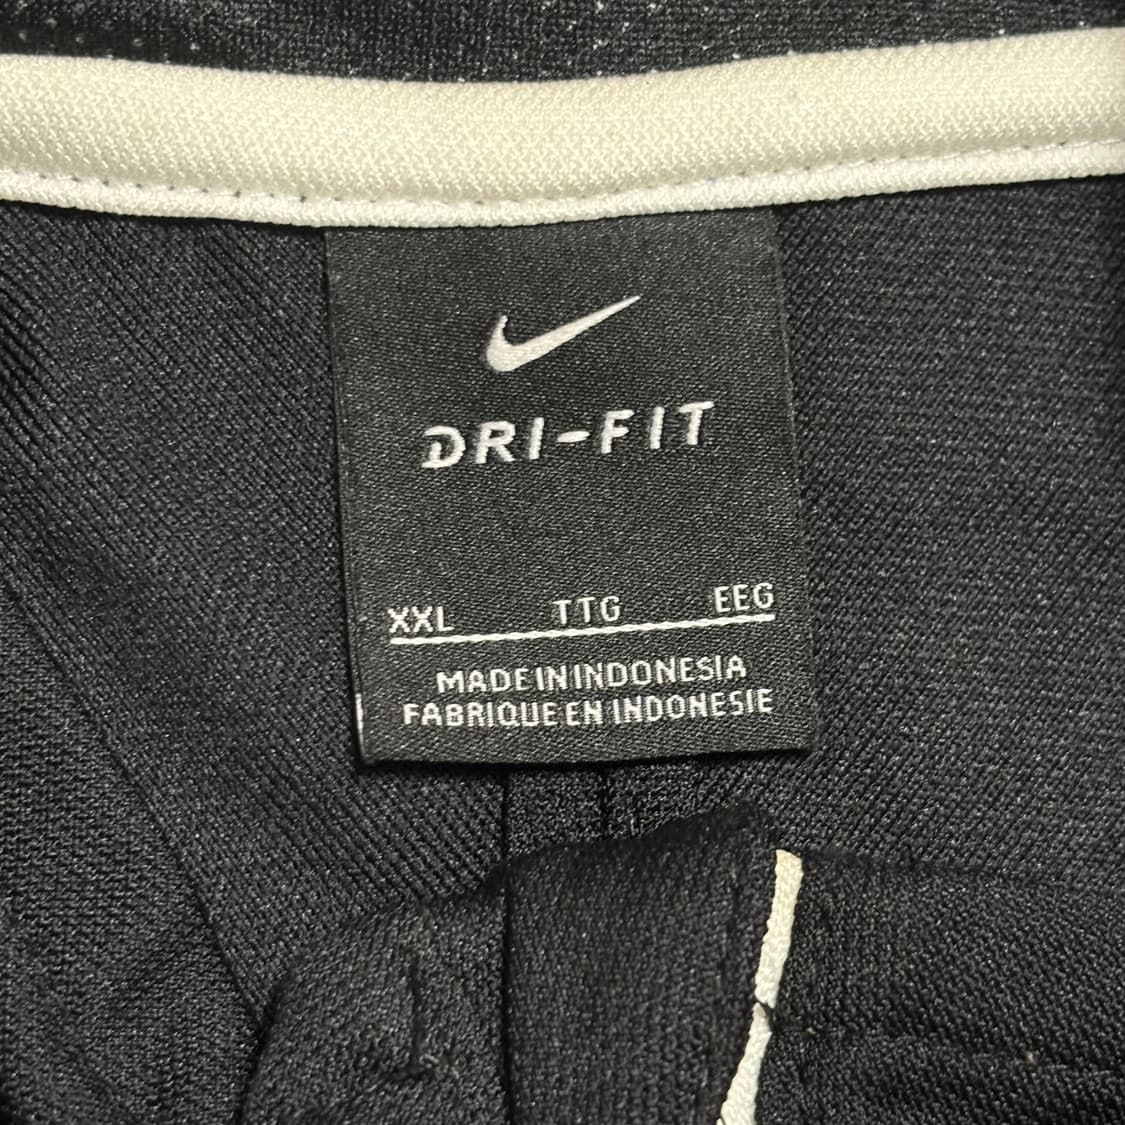 DRI-FIT
XXL TTG EEG
MADE IN INDONESIA
FABRIQUE EN INDONESIE